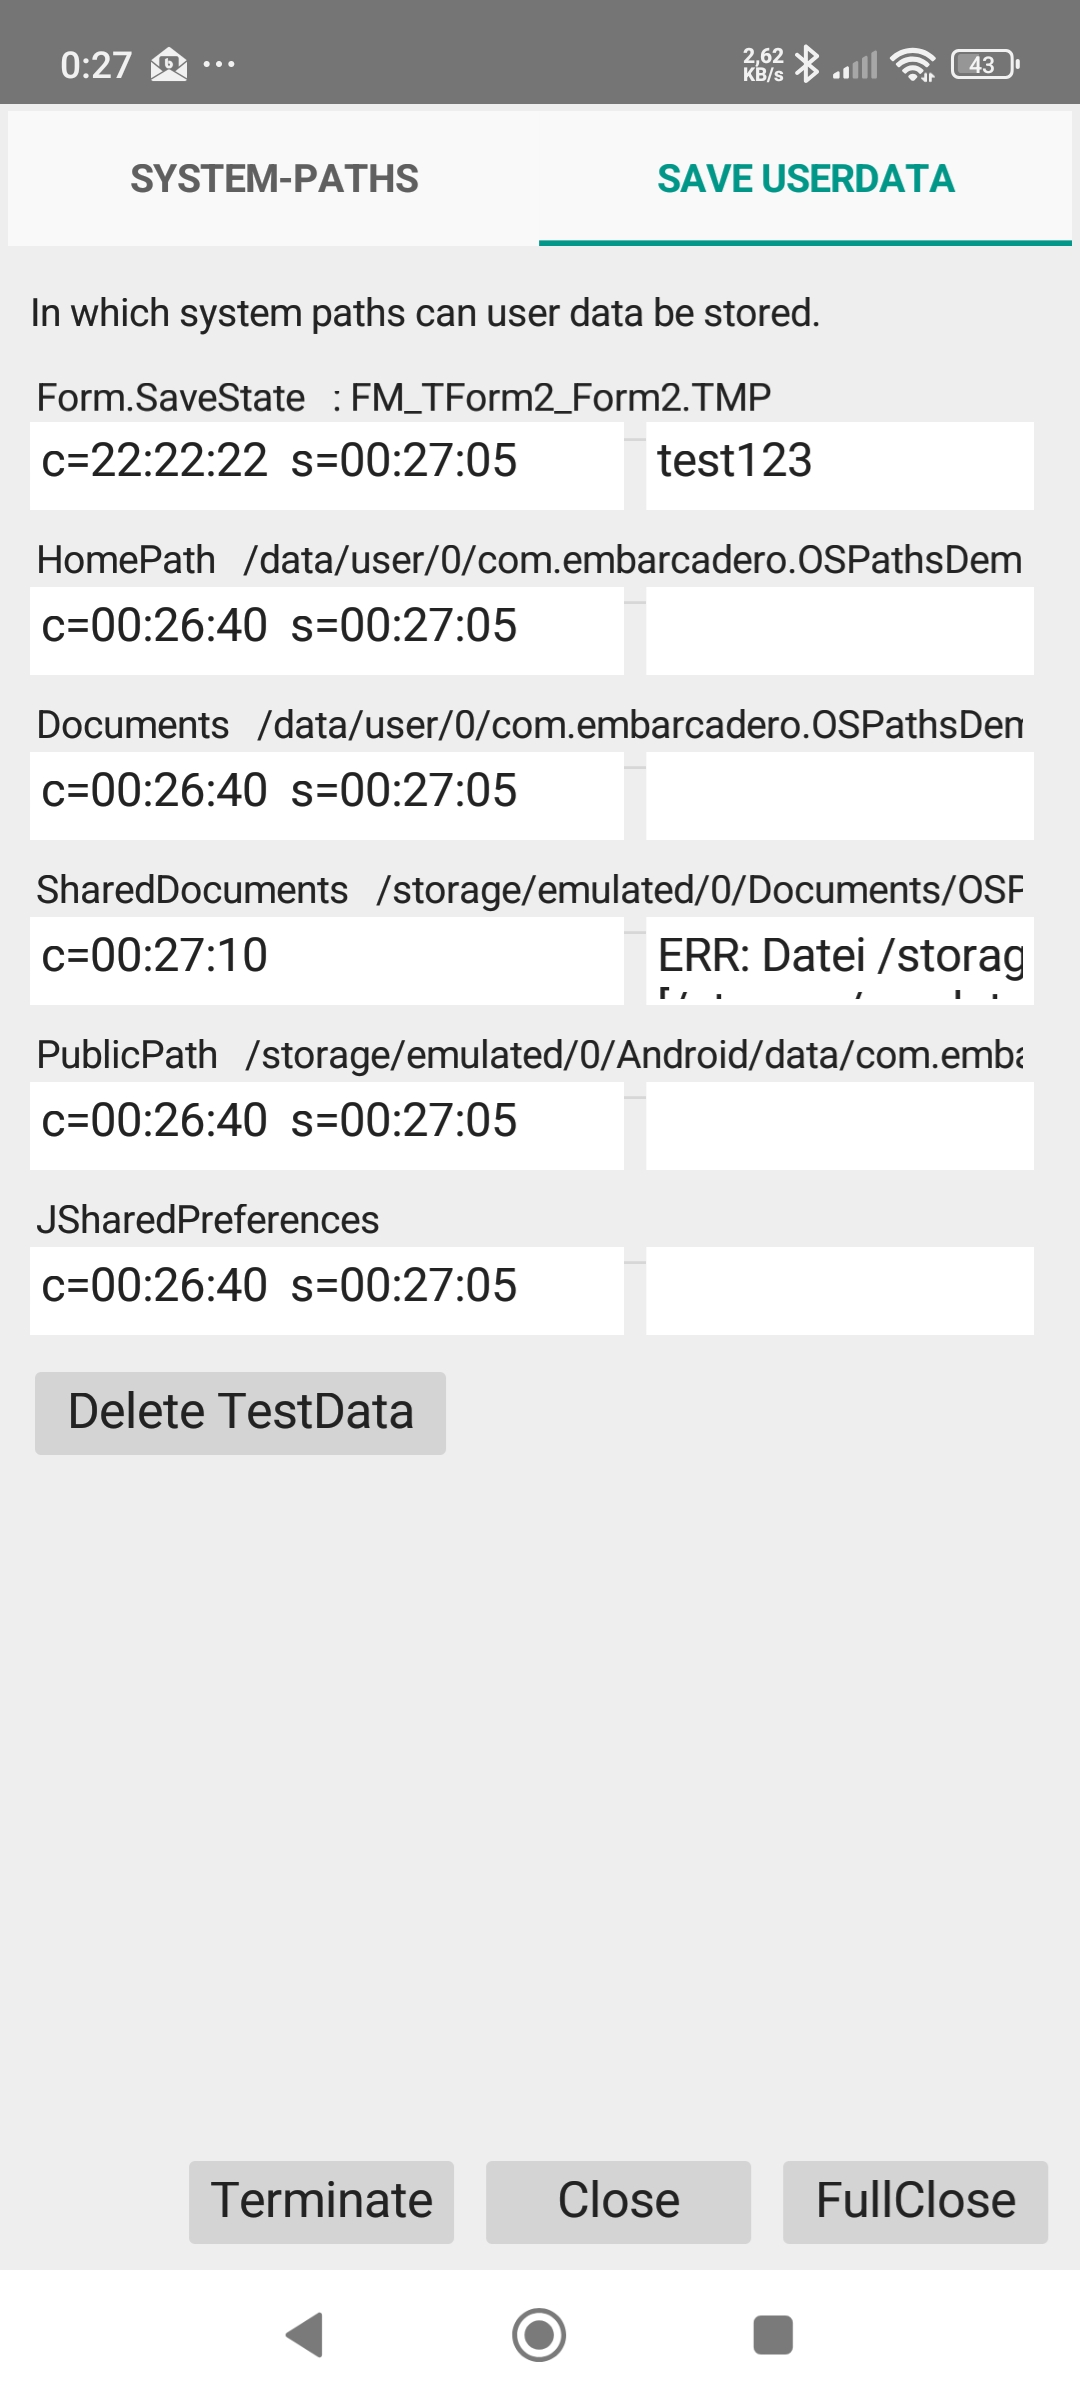 0:27 ... 2,62 KB/s 43
SYSTEM-PATHS SAVE USERDATA
In which system paths can user data be stored.
Form.SaveState : FM_TForm2_Form2.TMP
c=22:22:22 s=00:27:05 test123
HomePath /data/user/0/com.embarcadero.OSPathsDem
c=00:26:40 s=00:27:05
Documents /data/user/0/com.embarcadero.OSPathsDem
c=00:26:40 s=00:27:05
SharedDocuments /storage/emulated/0/Documents/OSP
c=00:27:10 ERR: Datei /storag
PublicPath /storage/emulated/0/Android/data/com.emba
c=00:26:40 s=00:27:05
JSharedPreferences
c=00:26:40 s=00:27:05
Delete TestData
Terminate Close FullClose